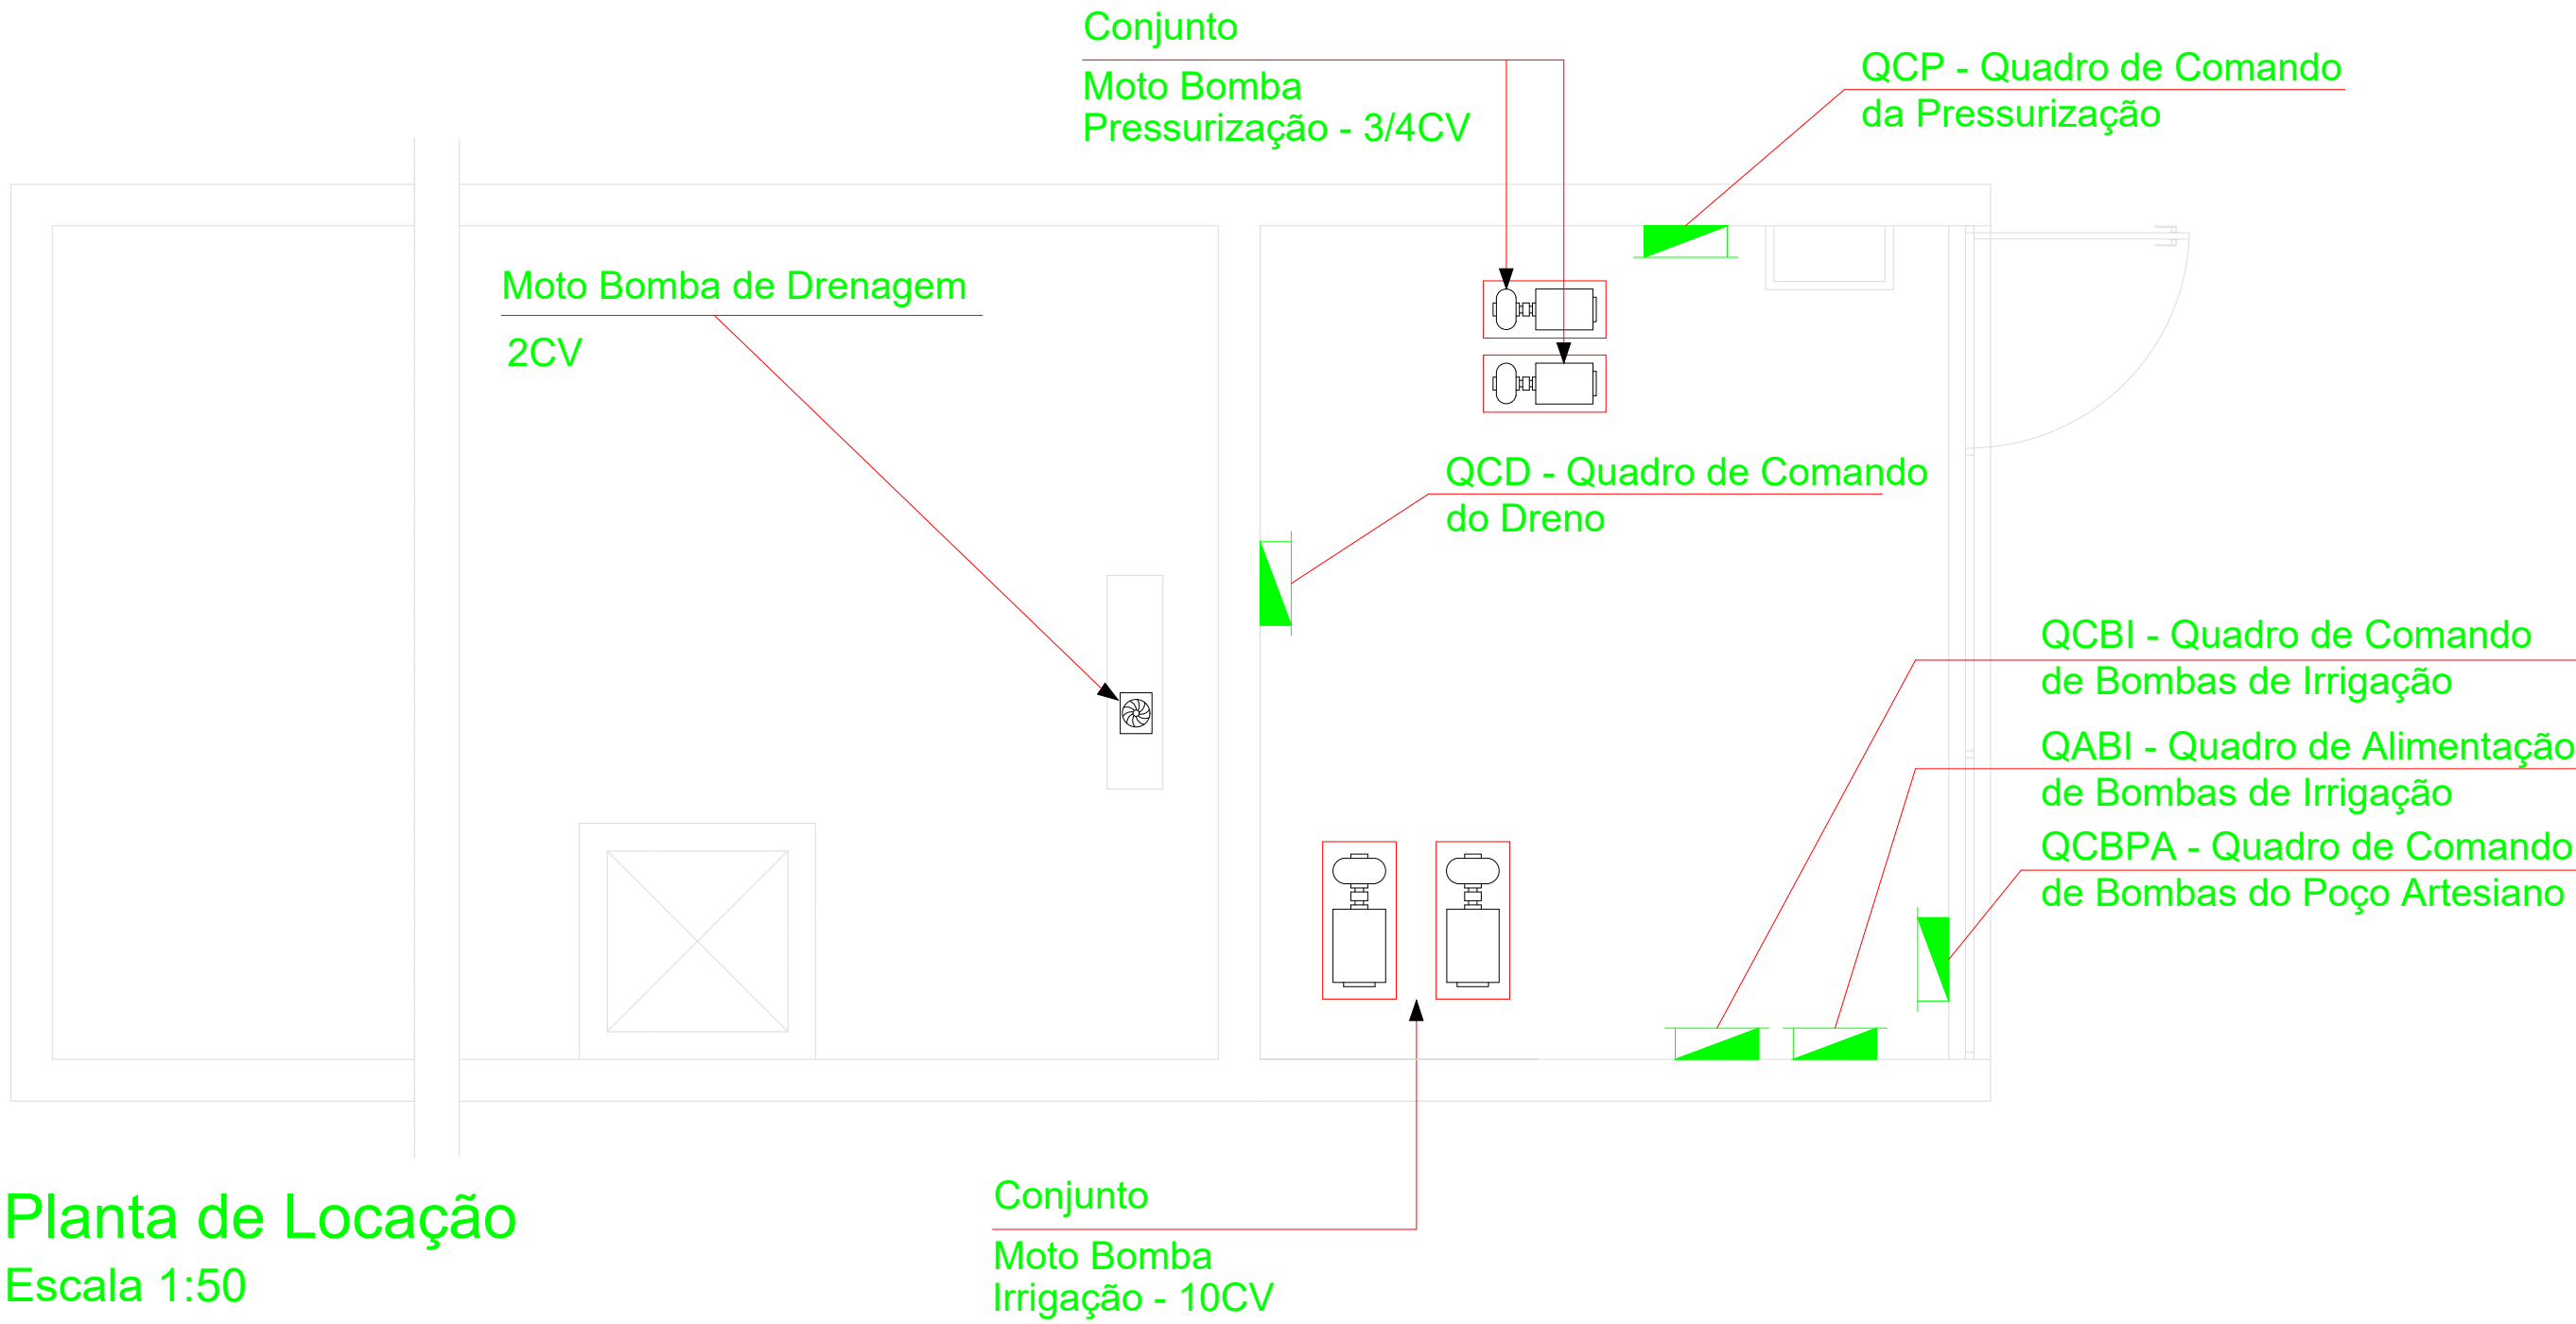 Conjunto
Moto Bomba
Pressurização - 3/4CV
QCP - Quadro de Comando
da Pressurização
Moto Bomba de Drenagem
2CV
QCD - Quadro de Comando
do Dreno
QCBI - Quadro de Comando
de Bombas de Irrigação
QABI - Quadro de Alimentação
de Bombas de Irrigação
QCBPA - Quadro de Comando
de Bombas do Poço Artesiano
Conjunto
Moto Bomba
Irrigação - 10CV
Planta de Locação
Escala 1:50